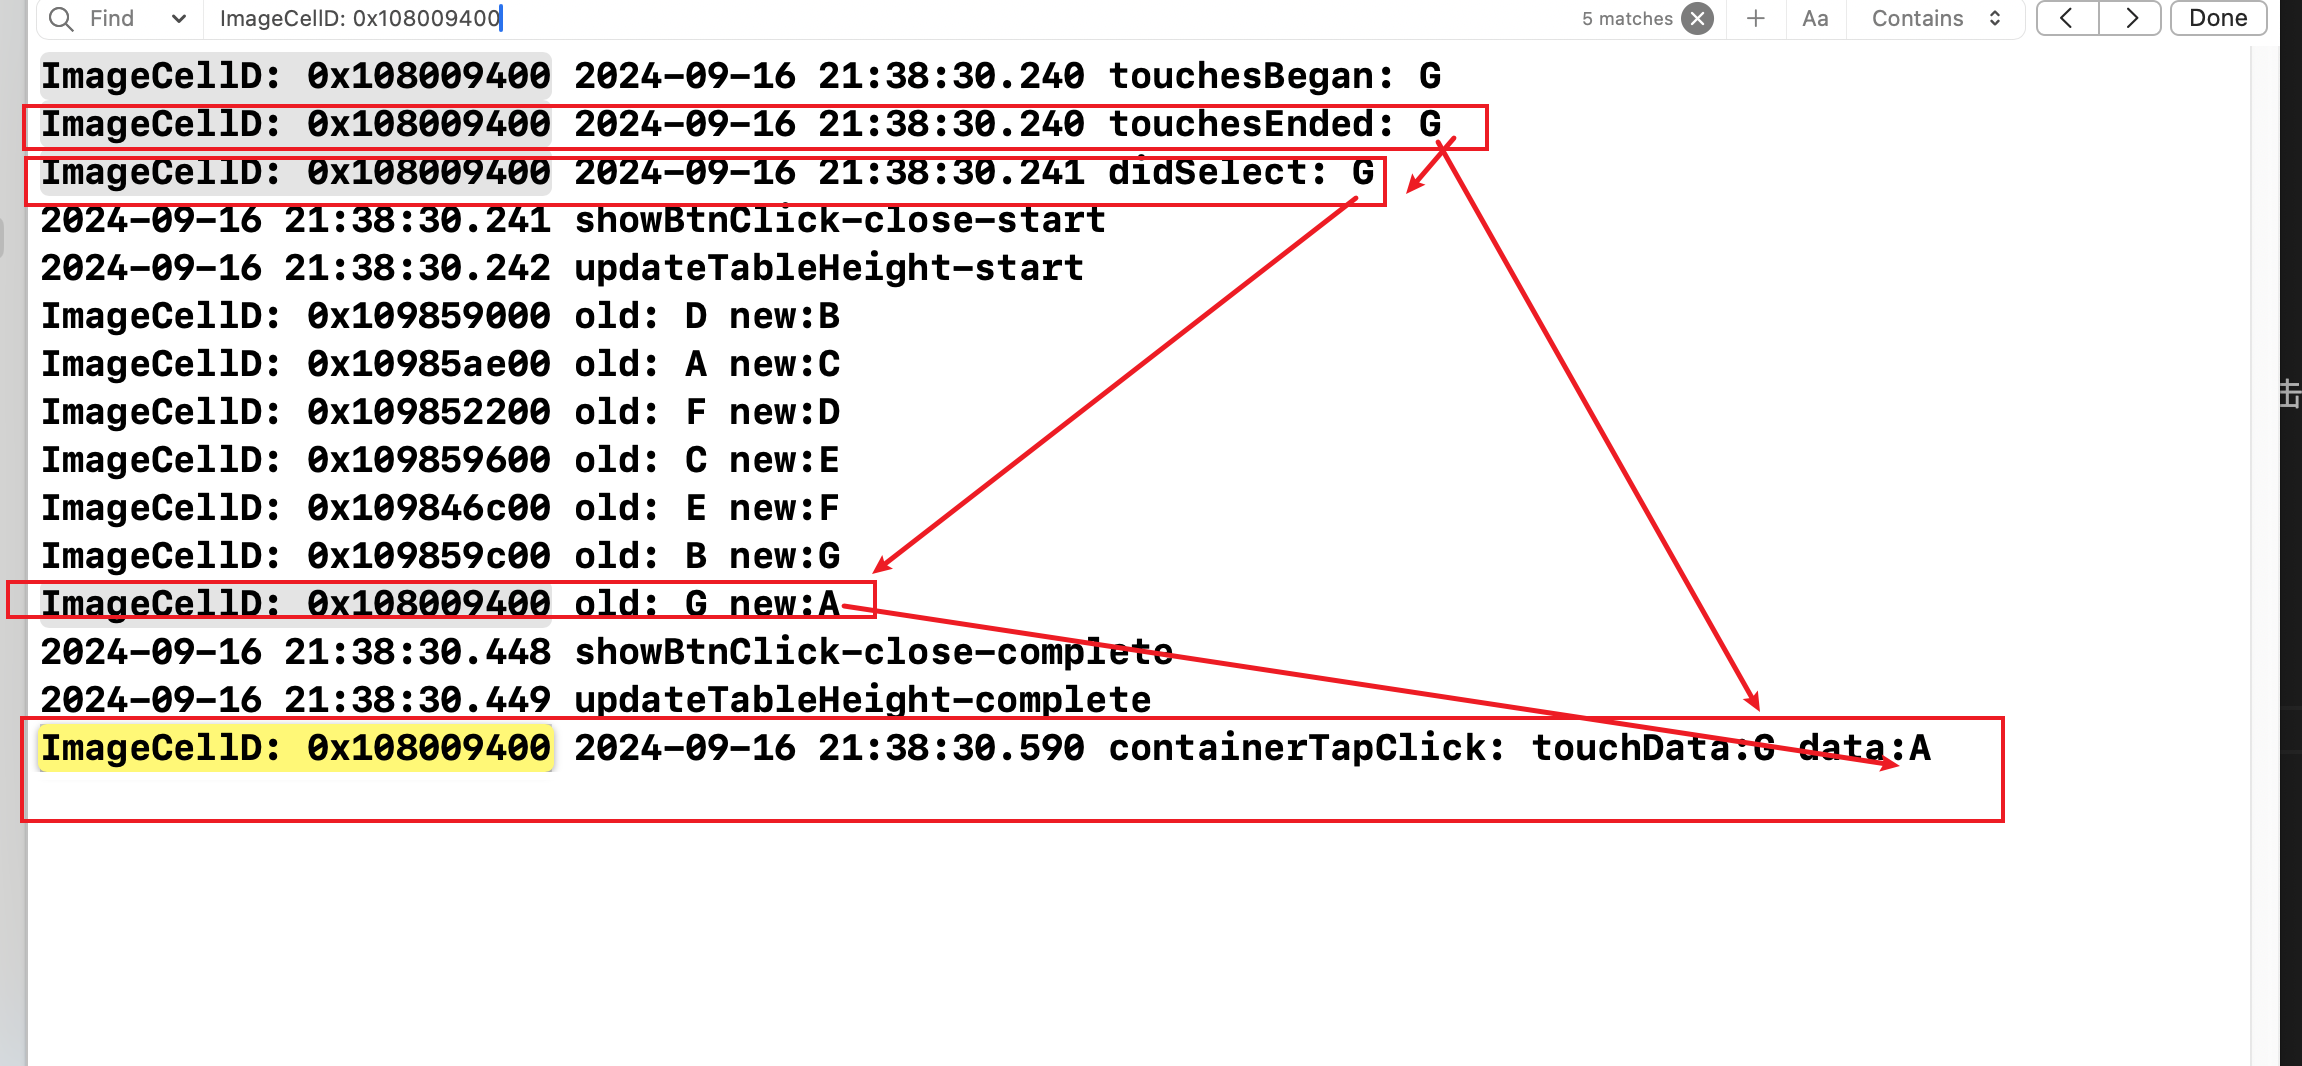 Find ImageCellD: 0x108009400 5 matches Aa Contains Done
ImageCellD: 0x108009400 2024-09-16 21:38:30.240 touchesBegan: G
ImageCellD: 0x108009400 2024-09-16 21:38:30.240 touchesEnded: G
ImageCellD: 0x108009400 2024-09-16 21:38:30.241 didSelect: G
2024-09-16 21:38:30.241 showBtnClick-close-start
2024-09-16 21:38:30.242 updateTableHeight-start
ImageCellD: 0x109859000 old: D new:B
ImageCellD: 0x10985ae00 old: A new:C
ImageCellD: 0x109852200 old: F new:D
ImageCellD: 0x109859600 old: C new:E
ImageCellD: 0x109846c00 old: E new:F
ImageCellD: 0x109859c00 old: B new:G
ImageCellD: 0x108009400 old: G new:A
2024-09-16 21:38:30.448 showBtnClick-close-complete
2024-09-16 21:38:30.449 updateTableHeight-complete
ImageCellD: 0x108009400 2024-09-16 21:38:30.590 containerTapClick: touchData:G data:A
击